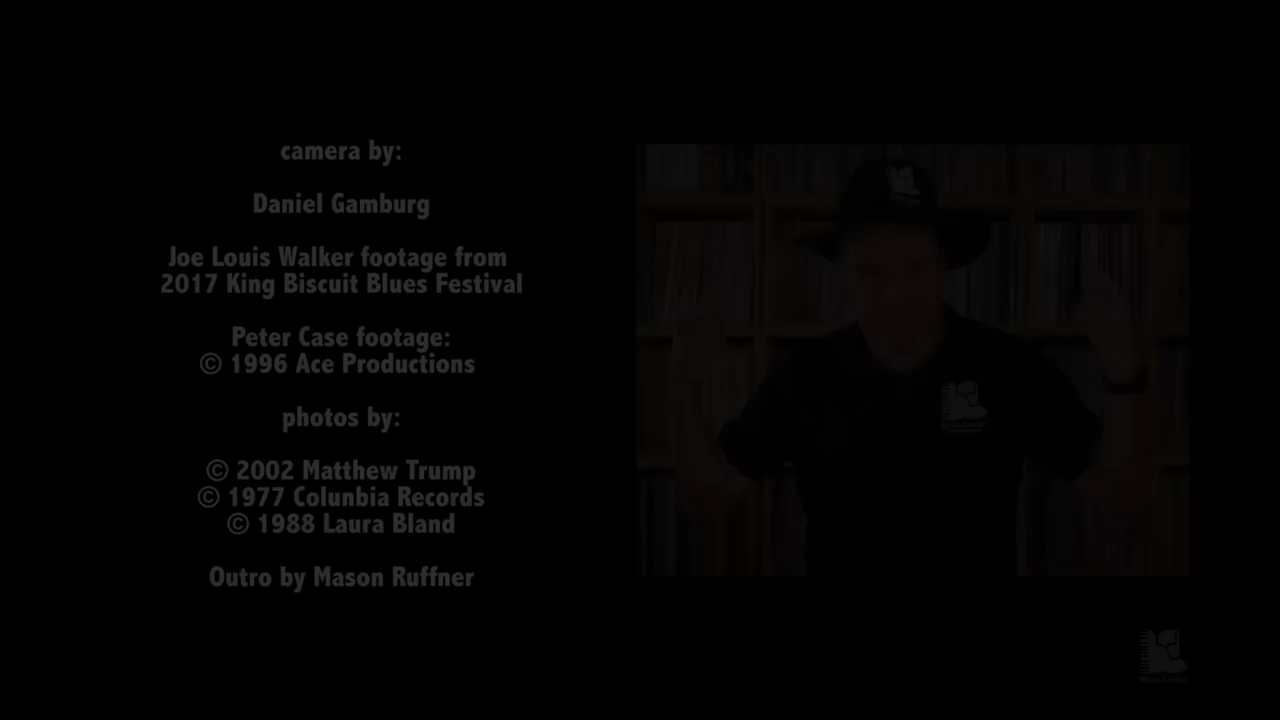 camera by:
Daniel Gamburg
Joe Louis Walker footage from
2017 King Biscuit Blues Festival
Peter Case footage:
© 1996 Ace Productions
photos by:
© 2002 Matthew Trump
© 1977 Colunbia Records
© 1988 Laura Bland
Outro by Mason Ruffner